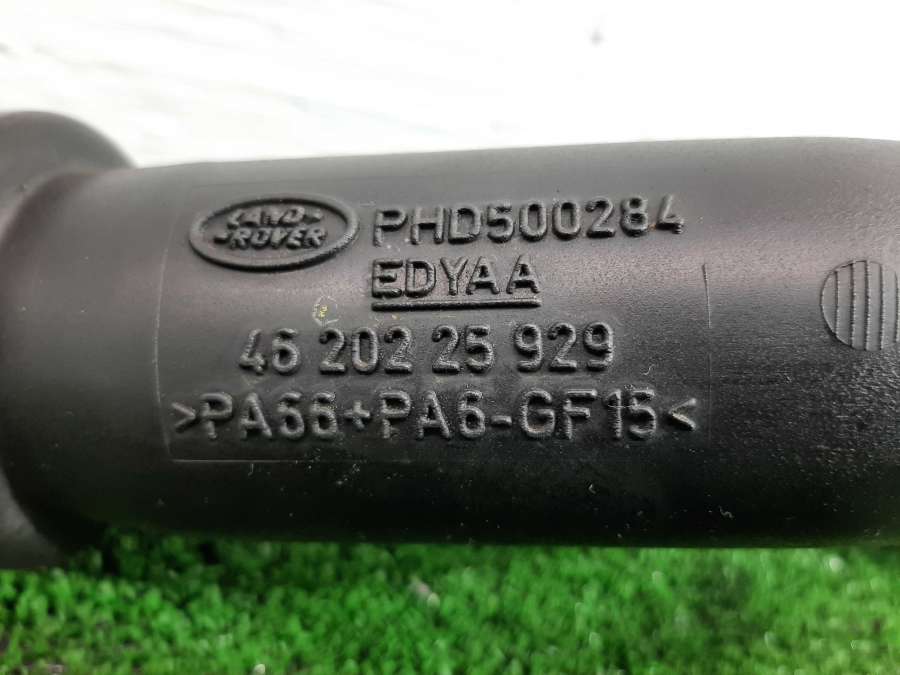 LAND-
-ROVER
PHD500284
EDYAA
46 202 25 929
>PA66+PA6-GF15<